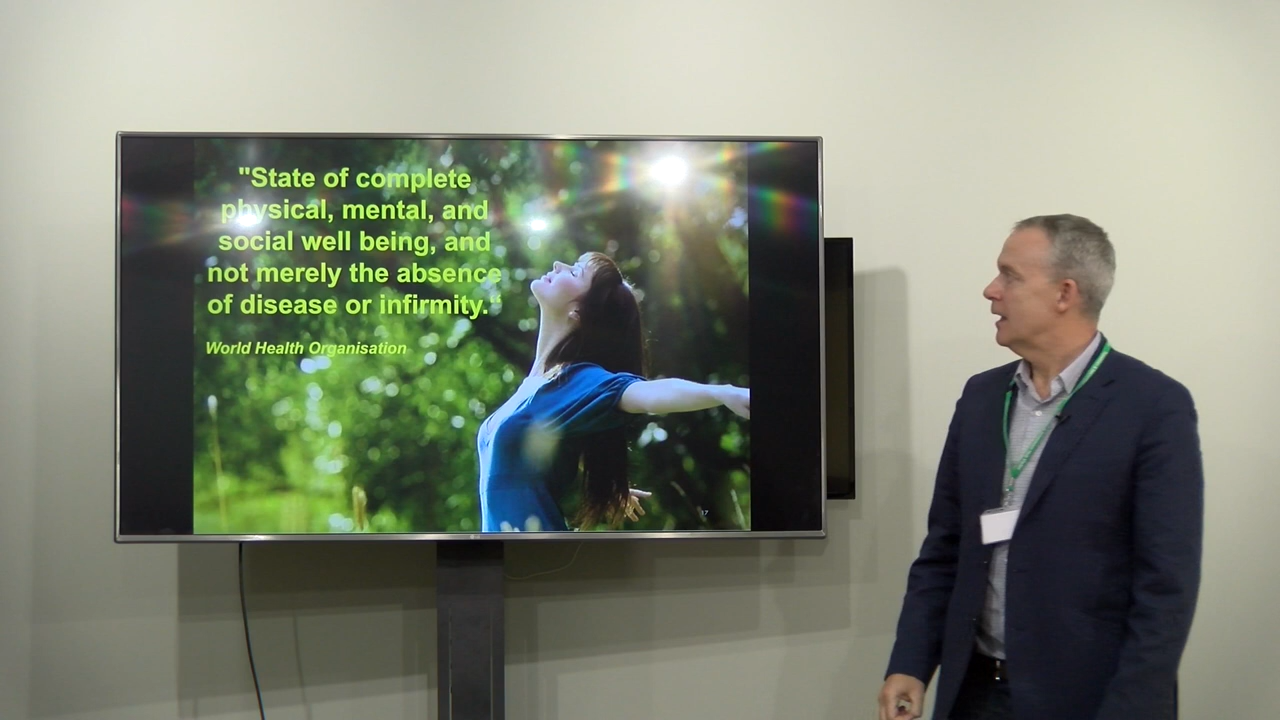 "State of complete
physical, mental, and
social well being, and
not merely the absence
of disease or infirmity.“
World Health Organisation
17